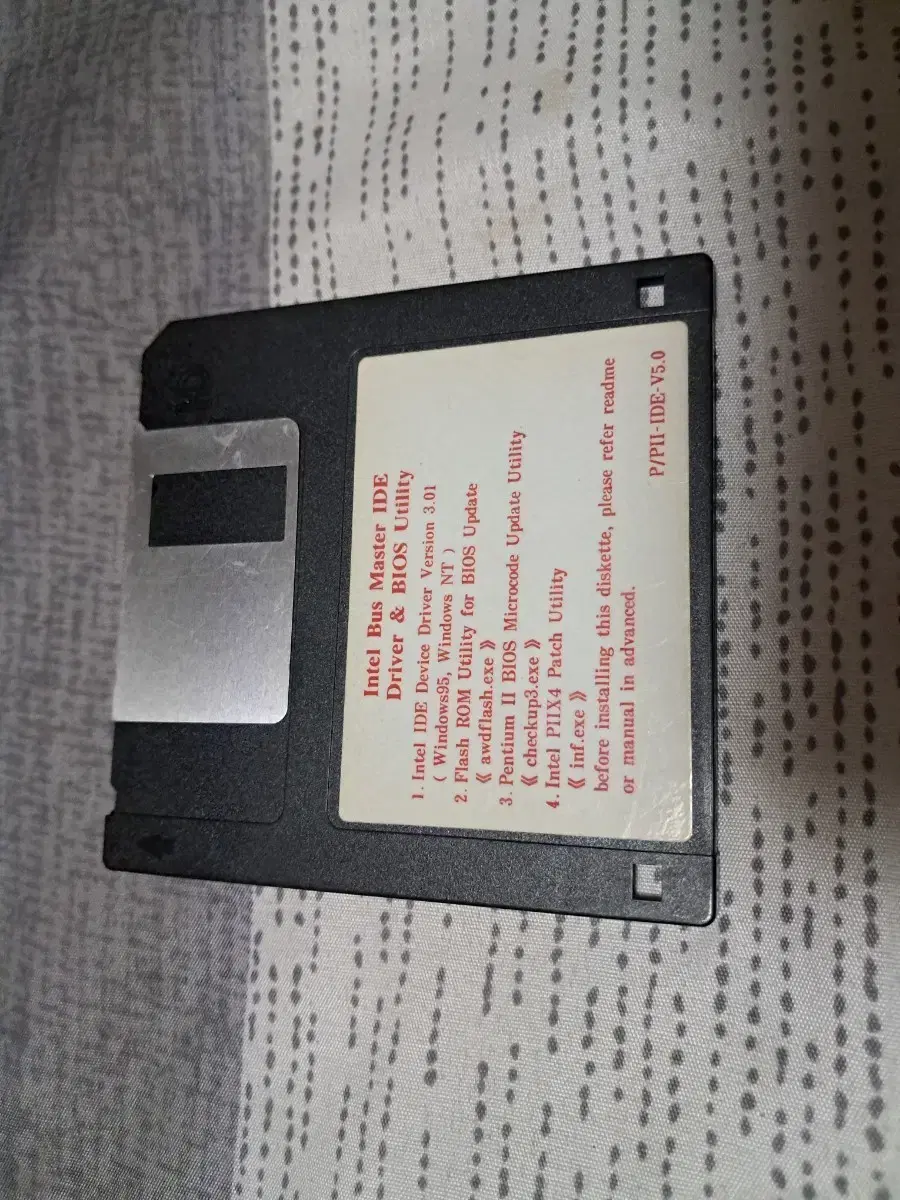 Intel Bus Master IDE
Driver & BIOS Utility
1. Intel IDE Device Driver Version 3.01
( Windows95, Windows NT )
2. Flash ROM Utility for BIOS Update
《 awdflash.exe 》
3. Pentium II BIOS Microcode Update Utility
《 checkup3.exe 》
4. Intel PIIX4 Patch Utility
《 inf.exe 》
before installing this diskette, please refer readme
or manual in advanced.
P/PII-IDE-V5.0